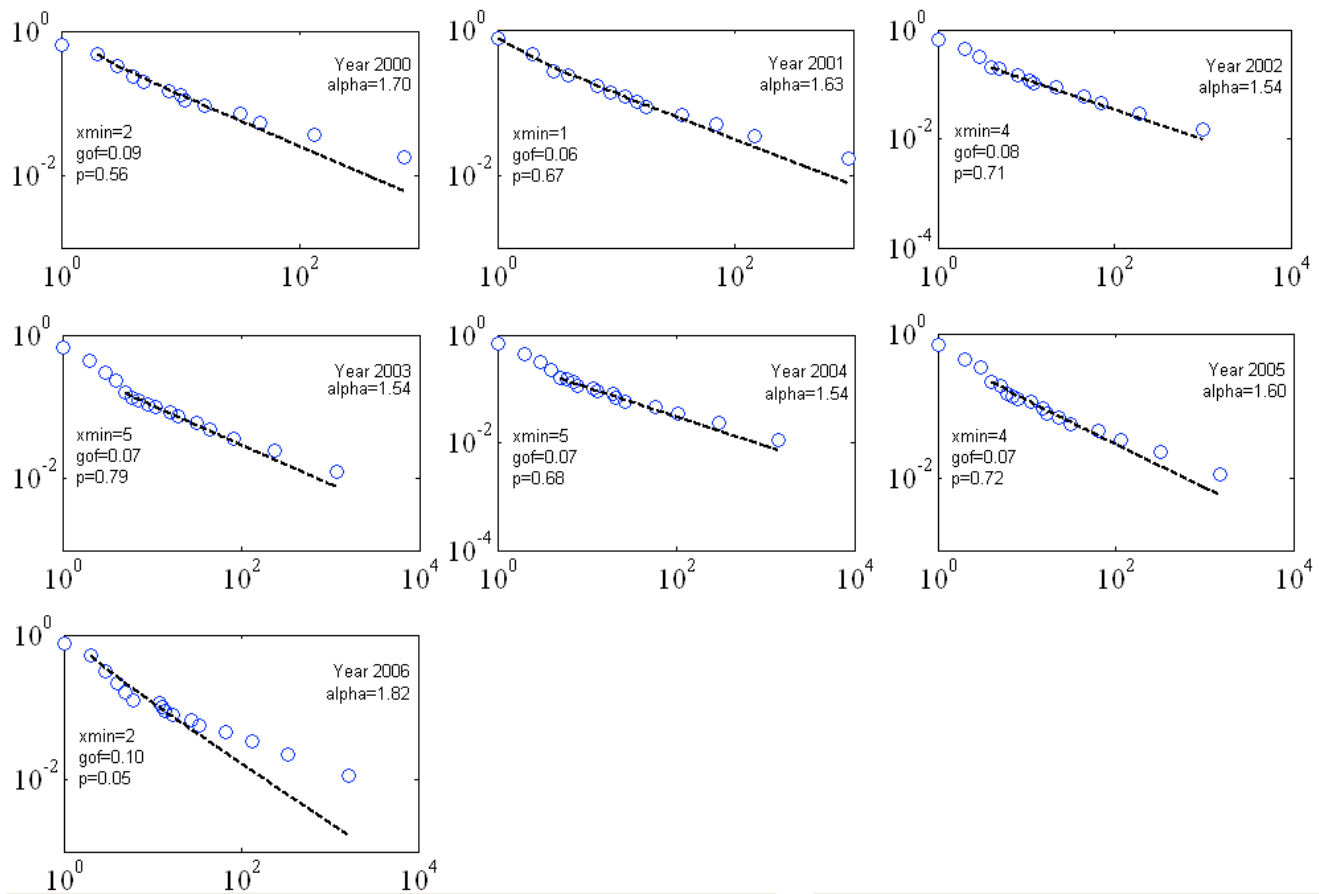 10^0
Year 2000
alpha=1.70
xmin=2
gof=0.09
p=0.56
10^-2
10^0
10^2
10^0
Year 2001
alpha=1.63
xmin=1
gof=0.06
p=0.67
10^-2
10^0
10^2
10^0
Year 2002
alpha=1.54
10^-2
xmin=4
gof=0.08
p=0.71
10^-4
10^0
10^2
10^4
10^0
Year 2003
alpha=1.54
xmin=5
gof=0.07
p=0.79
10^-2
10^0
10^2
10^4
10^0
Year 2004
alpha=1.54
10^-2
xmin=5
gof=0.07
p=0.68
10^-4
10^0
10^2
10^4
10^0
Year 2005
alpha=1.60
xmin=4
gof=0.07
p=0.72
10^-2
10^0
10^2
10^4
10^0
Year 2006
alpha=1.82
xmin=2
gof=0.10
p=0.05
10^-2
10^0
10^2
10^4